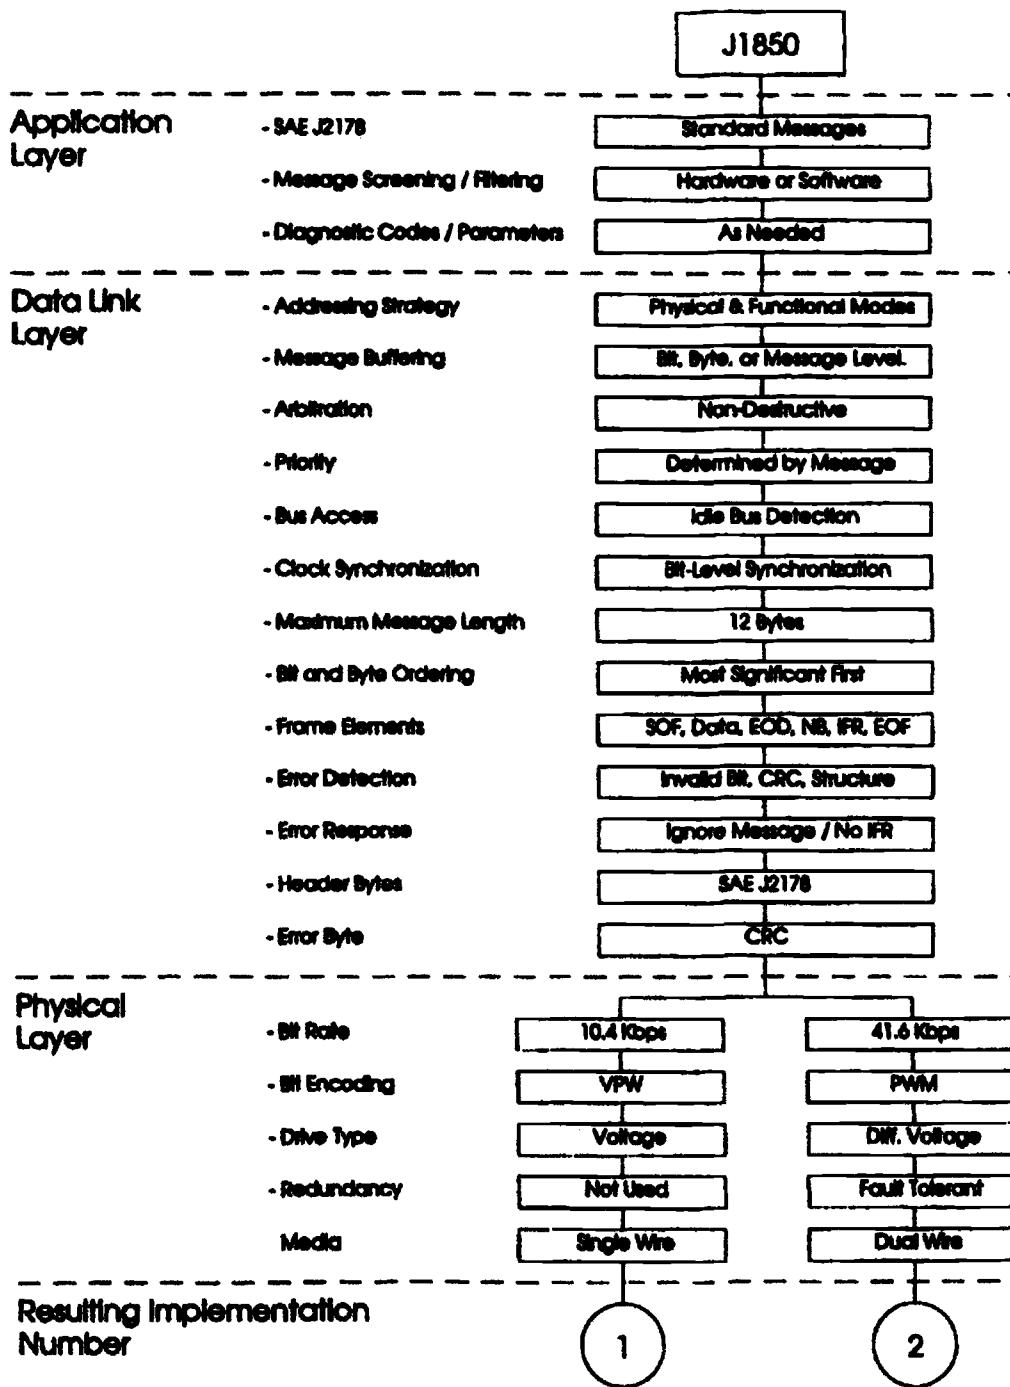 J1850
Application
Layer
- SAE J2178
Standard Messages
- Message Screening / Filtering
Hardware or Software
- Diagnostic Codes / Parameters
As Needed
Data Link
Layer
- Addressing Strategy
Physical & Functional Modes
- Message Buffering
Bit, Byte, or Message Level.
- Arbitration
Non-Destructive
- Priority
Determined by Message
- Bus Access
Idle Bus Detection
- Clock Synchronization
Bit-Level Synchronization
- Maximum Message Length
12 Bytes
- Bit and Byte Ordering
Most Significant First
- Frame Elements
SOF, Data, EOD, NB, IFR, EOF
- Error Detection
Invalid Bit, CRC, Structure
- Error Response
Ignore Message / No IFR
- Header Bytes
SAE J2178
- Error Byte
CRC
Physical
Layer
- Bit Rate
10.4 Kbps
41.6 Kbps
- Bit Encoding
VPW
PWM
- Drive Type
Voltage
Diff. Voltage
- Redundancy
Not Used
Fault Tolerant
Media
Single Wire
Dual Wire
Resulting Implementation
Number
1
2